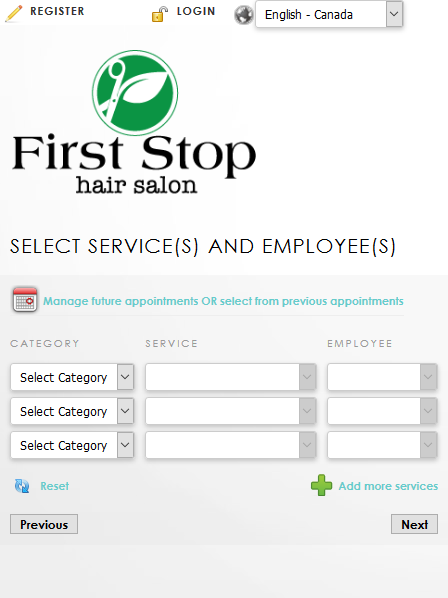 REGISTER LOGIN English - Canada
First Stop
hair salon
SELECT SERVICE(S) AND EMPLOYEE(S)
Manage future appointments OR select from previous appointments
CATEGORY SERVICE EMPLOYEE
Select Category
Select Category
Select Category
Reset Add more services
Previous Next